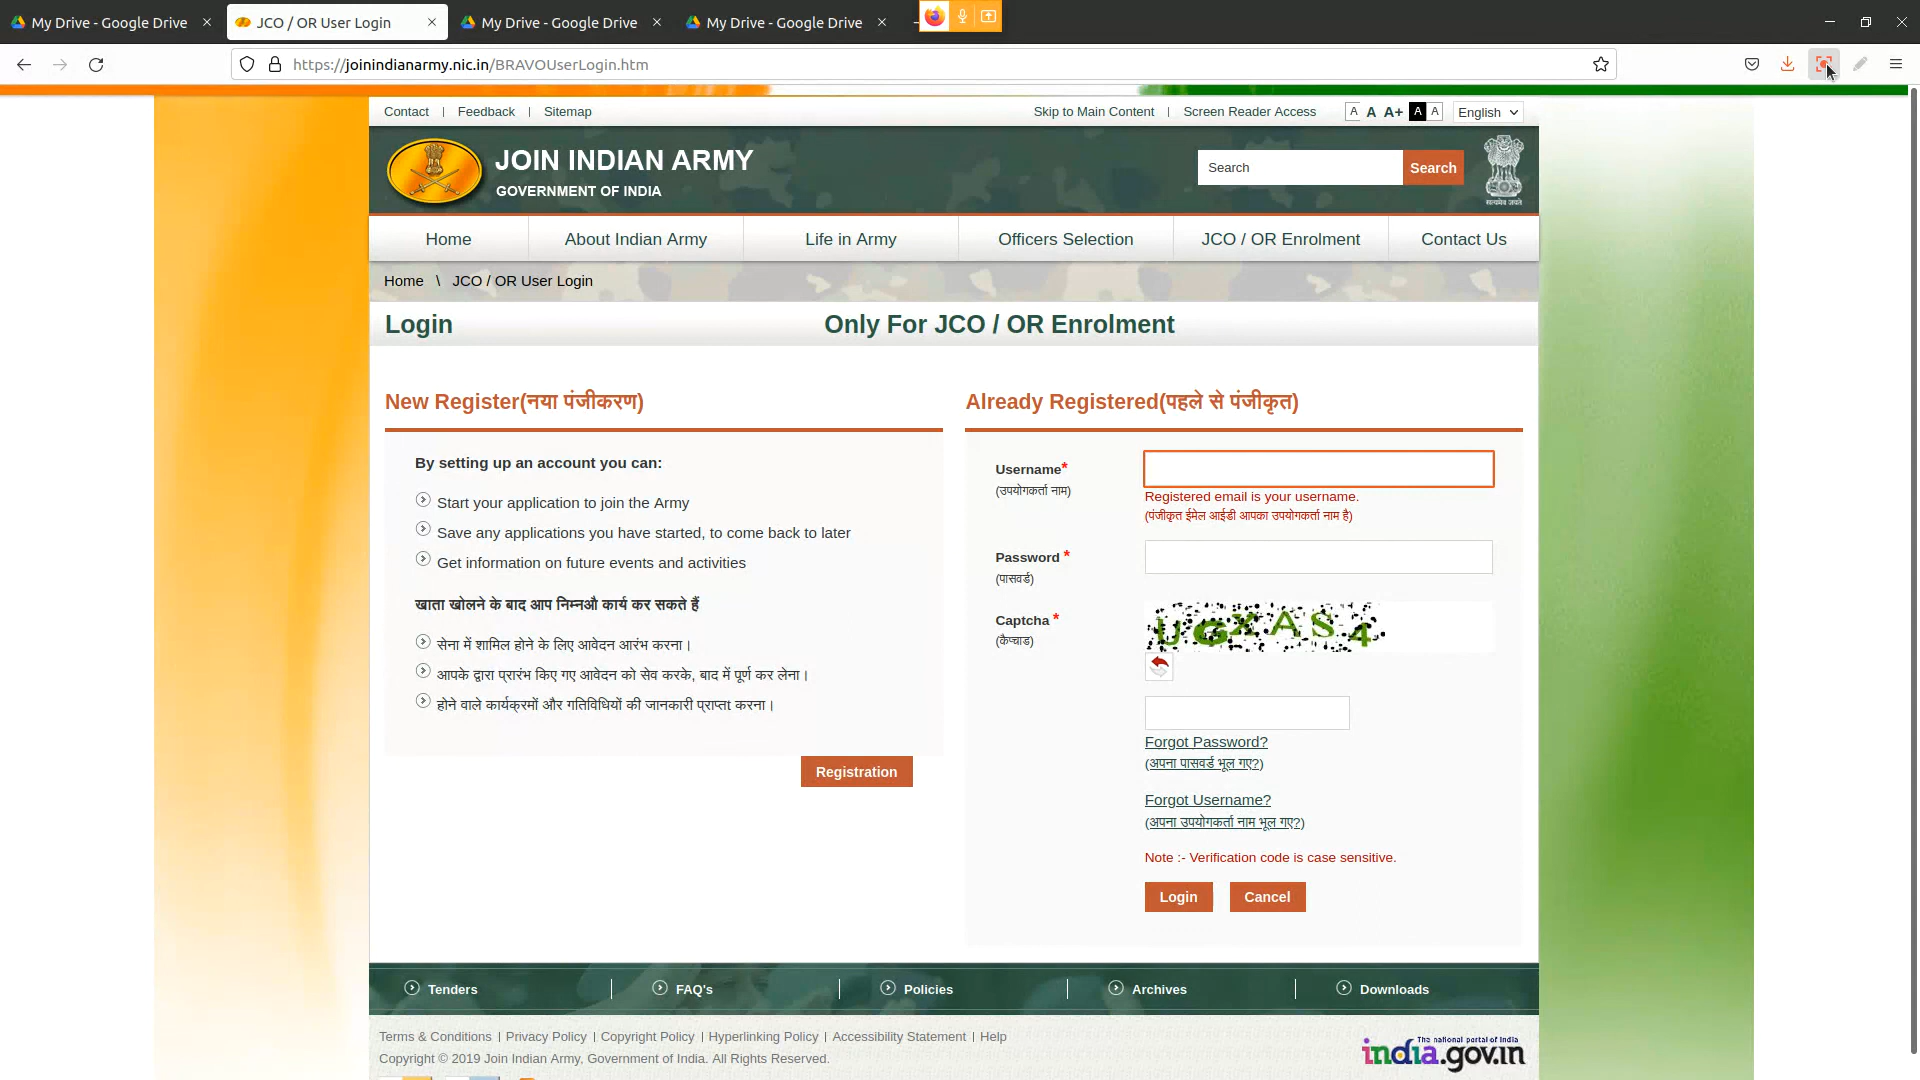 My Drive - Google Drive
JCO / OR User Login
My Drive - Google Drive
My Drive - Google Drive
https://joinindianarmy.nic.in/BRAVOUserLogin.htm
Contact | Feedback | Sitemap
Skip to Main Content | Screen Reader Access
A A A+ A A
English
JOIN INDIAN ARMY
GOVERNMENT OF INDIA
Search
Search
सत्यमेव जयते
Home
About Indian Army
Life in Army
Officers Selection
JCO / OR Enrolment
Contact Us
Home \ JCO / OR User Login
Login
Only For JCO / OR Enrolment
New Register(नया पंजीकरण)
By setting up an account you can:
Start your application to join the Army
Save any applications you have started, to come back to later
Get information on future events and activities
खाता खोलने के बाद आप निम्नऔ कार्य कर सकते हैं
सेना में शामिल होने के लिए आवेदन आरंभ करना।
आपके द्वारा प्रारंभ किए गए आवेदन को सेव करके, बाद में पूर्ण कर लेना।
होने वाले कार्यक्रमों और गतिविधियों की जानकारी प्राप्तt करना।
Registration
Already Registered(पहले से पंजीकृत)
Username*
(उपयोगकर्ता नाम)
Registered email is your username.
(पंजीकृत ईमेल आईडी आपका उपयोगकर्ता नाम है)
Password *
(पासवर्ड)
Captcha *
(कैप्चाड)
UGXAS4
Forgot Password?
(अपना पासवर्ड भूल गए?)
Forgot Username?
(अपना उपयोगकर्ता नाम भूल गए?)
Note :- Verification code is case sensitive.
Login
Cancel
Tenders
FAQ's
Policies
Archives
Downloads
Terms & Conditions | Privacy Policy | Copyright Policy | Hyperlinking Policy | Accessibility Statement | Help
Copyright © 2019 Join Indian Army, Government of India. All Rights Reserved.
The national portal of India
india.gov.in